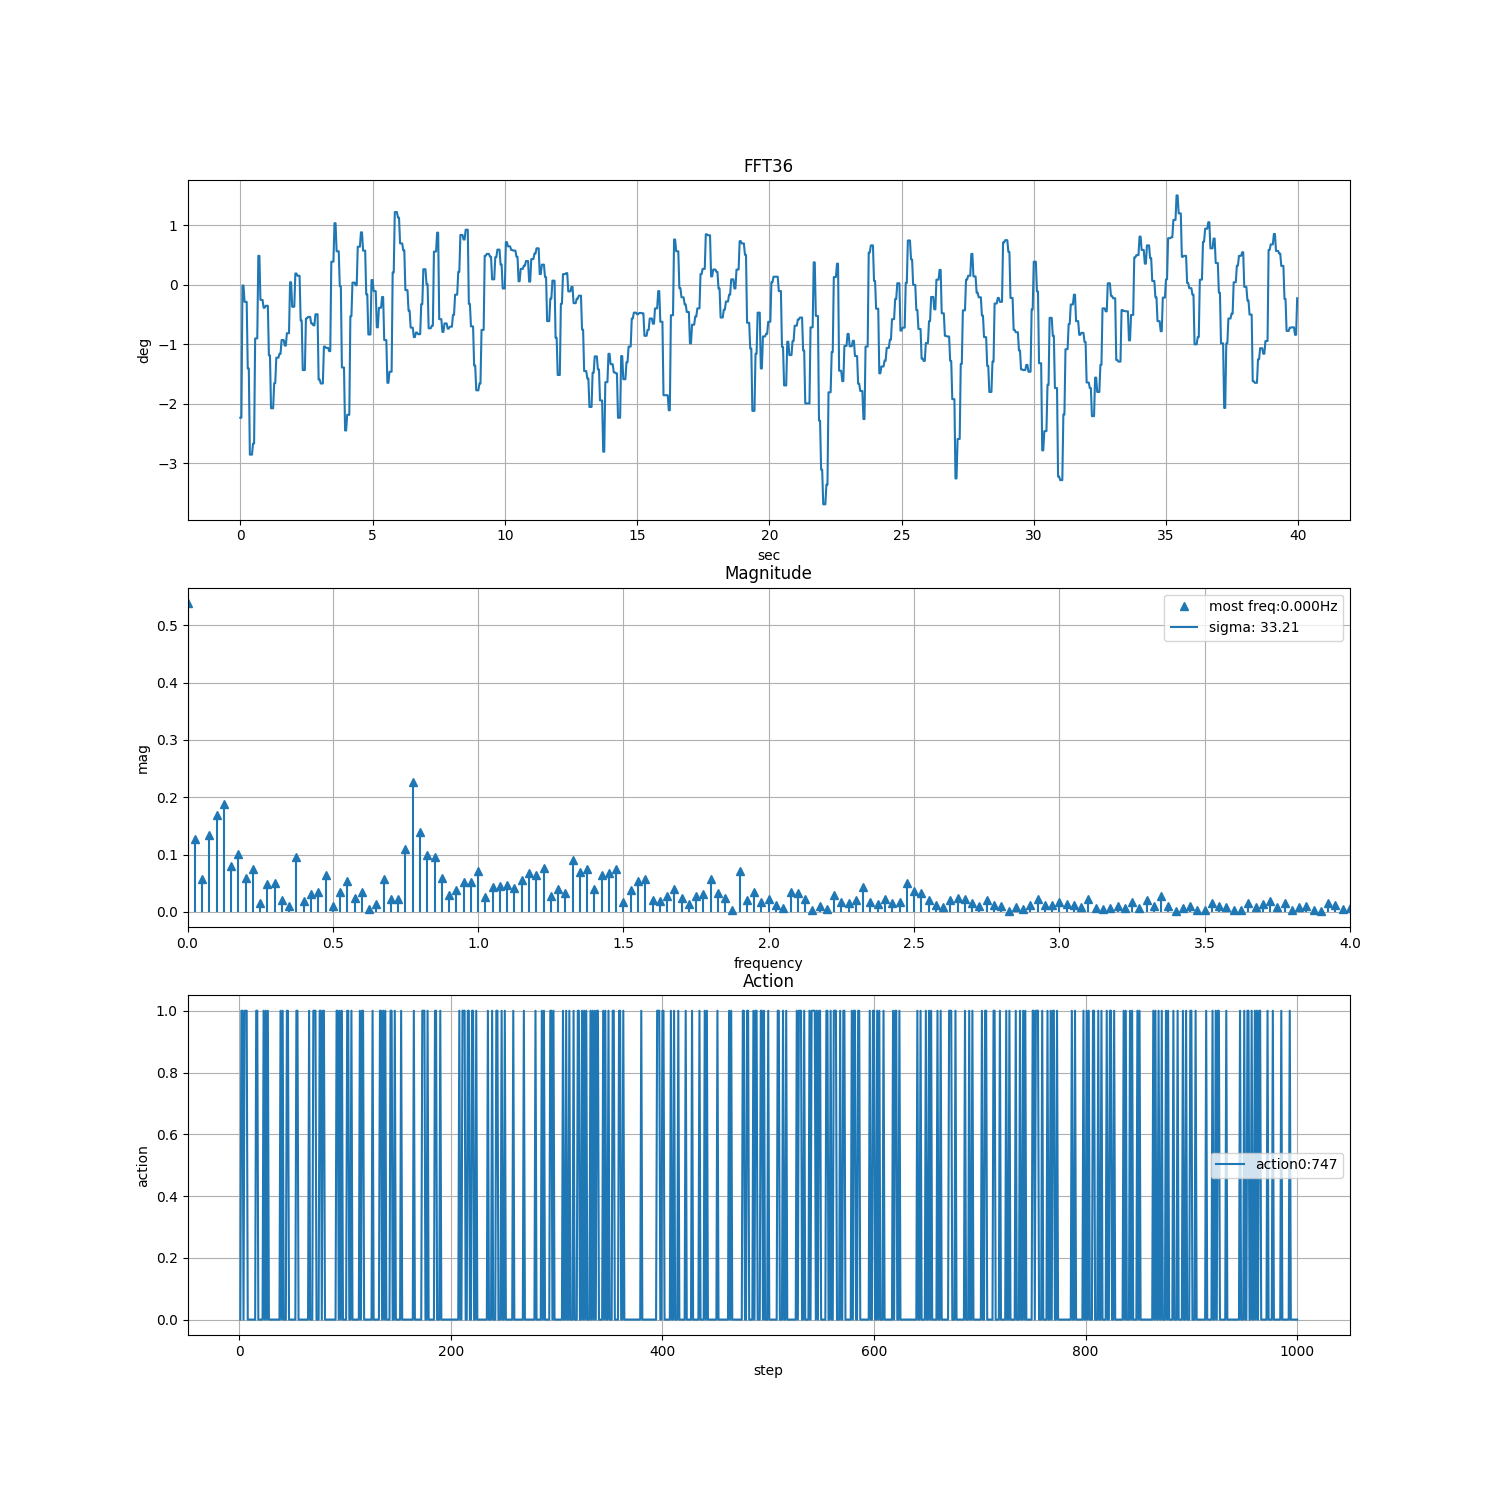 FFT36
1
0
−1
−2
−3
deg
0 5 10 15 20 25 30 35 40
sec
Magnitude
most freq:0.000Hz
sigma: 33.21
0.5
0.4
0.3
0.2
0.1
0.0
mag
0.0 0.5 1.0 1.5 2.0 2.5 3.0 3.5 4.0
frequency
Action
1.0
0.8
0.6
0.4
0.2
0.0
action
action0:747
0 200 400 600 800 1000
step